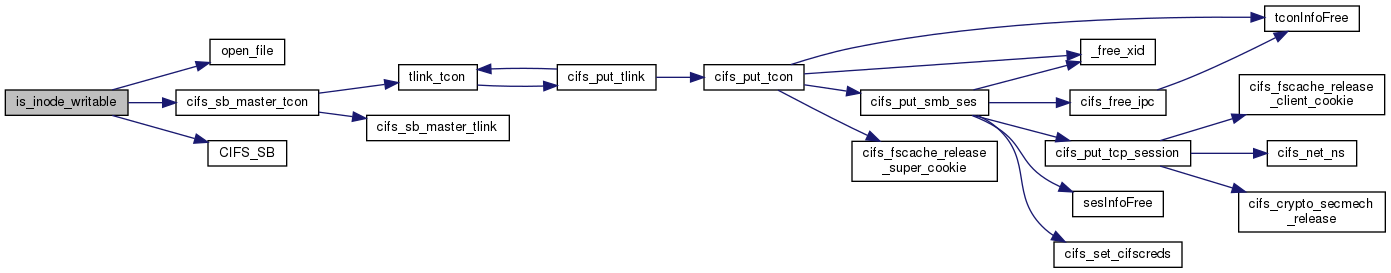 is_inode_writable
open_file
cifs_sb_master_tcon
CIFS_SB
tlink_tcon
cifs_sb_master_tlink
cifs_put_tlink
cifs_put_tcon
cifs_put_smb_ses
cifs_fscache_release
_super_cookie
tconInfoFree
_free_xid
cifs_free_ipc
cifs_put_tcp_session
sesInfoFree
cifs_set_cifscreds
cifs_fscache_release
_client_cookie
cifs_net_ns
cifs_crypto_secmech
_release